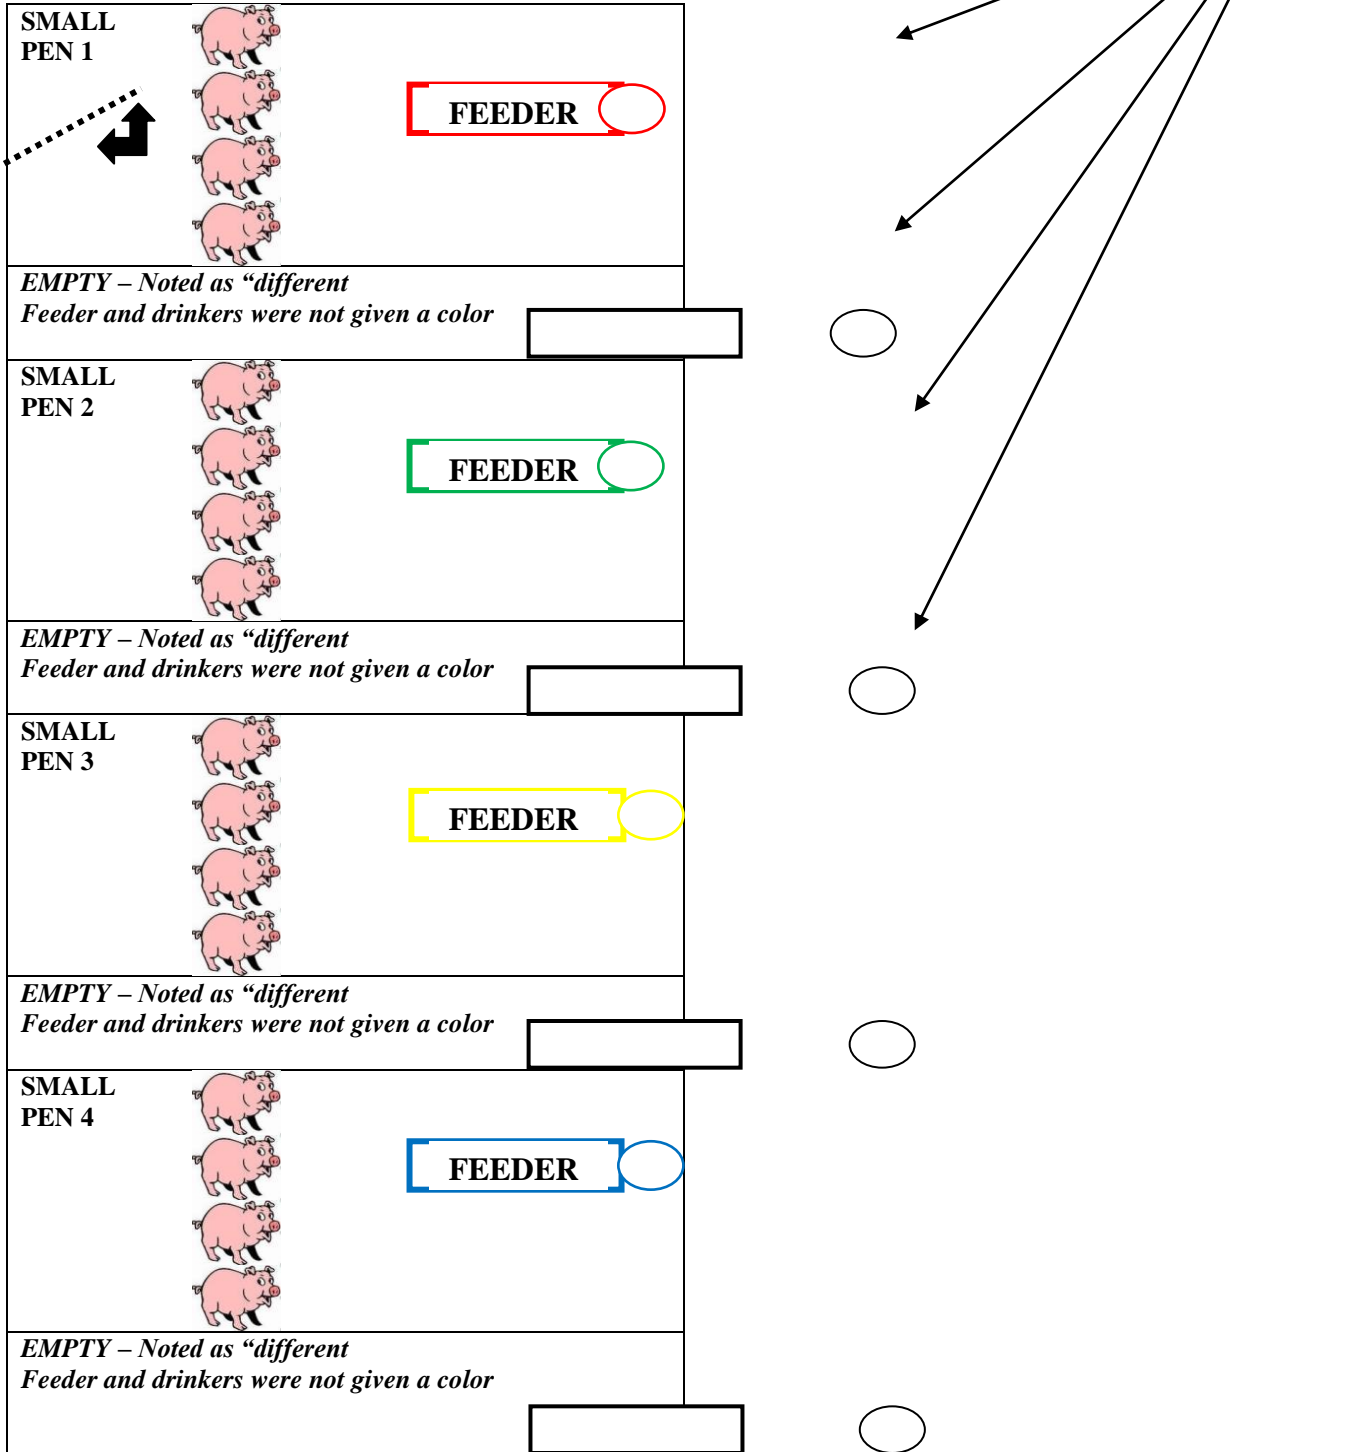 SMALL
PEN 1
FEEDER
EMPTY – Noted as “different
Feeder and drinkers were not given a color
SMALL
PEN 2
FEEDER
EMPTY – Noted as “different
Feeder and drinkers were not given a color
SMALL
PEN 3
FEEDER
EMPTY – Noted as “different
Feeder and drinkers were not given a color
SMALL
PEN 4
FEEDER
EMPTY – Noted as “different
Feeder and drinkers were not given a color